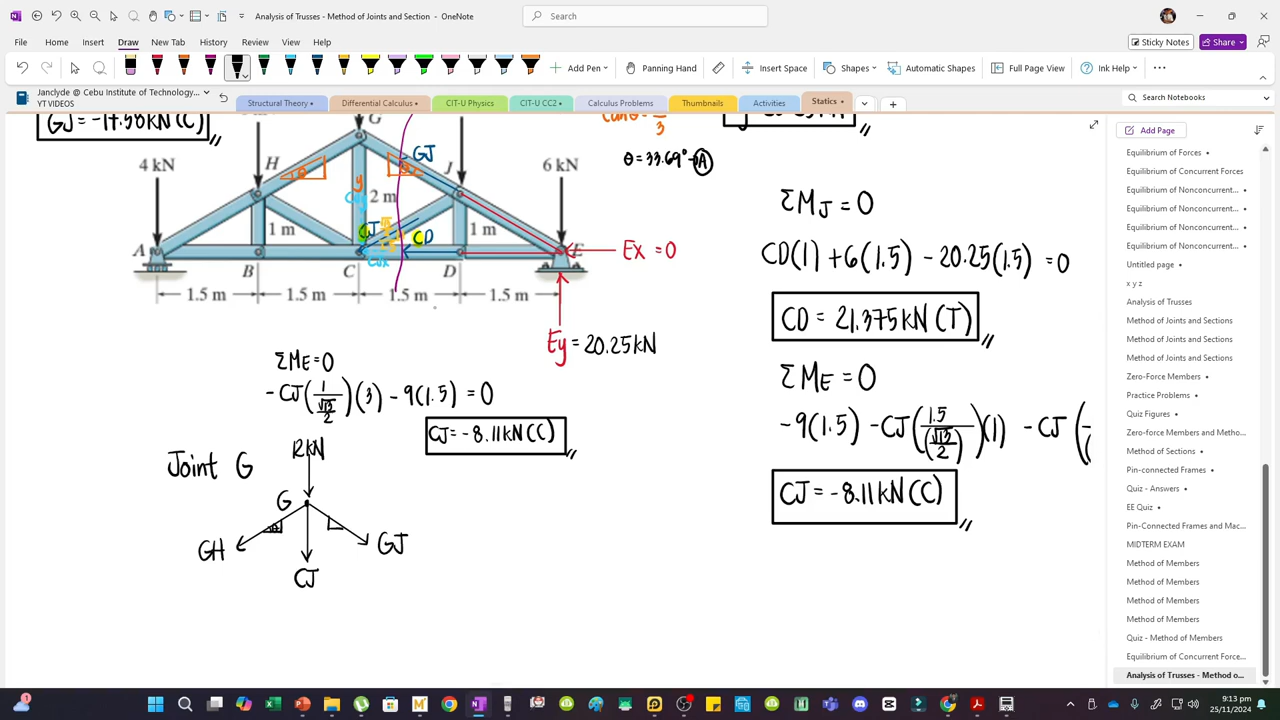 Analysis of Trusses - Method of Joints and Section - OneNote
Search
File Home Insert Draw New Tab History Review View Help
Sticky Notes Share
Add Pen Panning Hand Insert Space Shapes Automatic Shapes Full Page View Ink Help
Janclyde @ Cebu Institute of Technology...
YT VIDEOS
Structural Theory Differential Calculus CIT-U Physics CIT-U CC2 Calculus Problems Thumbnails Activities Statics
Search Notebooks
Add Page
Equilibrium of Forces
Equilibrium of Concurrent Forces
Equilibrium of Nonconcurrent...
Equilibrium of Nonconcurrent...
Equilibrium of Nonconcurrent...
Equilibrium of Nonconcurrent...
Untitled page
x y z
Analysis of Trusses
Method of Joints and Sections
Method of Joints and Sections
Method of Joints and Sections
Zero-Force Members
Practice Problems
Quiz Figures
Zero-force Members and Metho...
Method of Sections
Pin-connected Frames
Quiz - Answers
EE Quiz
Pin-Connected Frames and Mac...
MIDTERM EXAM
Method of Members
Method of Members
Method of Members
Method of Members
Quiz - Method of Members
Equilibrium of Concurrent Force...
Analysis of Trusses - Method o...
G
θ = 33.69° → A
4 kN
H
GJ
J
6 kN
y
2 m
1 m
CJ
CD
1 m
A
E
Ex = 0
B
C
CJx
D
1.5 m 1.5 m 1.5 m 1.5 m
Ey = 20.25 kN
ΣME = 0
-CJ(1/(√13/2))(3) - 9(1.5) = 0
CJ = -8.11 kN (C)
Joint G
RkN
G
GH
GJ
CJ
ΣMJ = 0
CD(1) + 6(1.5) - 20.25(1.5) = 0
CD = 21.375 kN (T)
ΣME = 0
-9(1.5) - CJ(1.5/(√13/2))(1) - CJ(
CJ = -8.11 kN (C)
9:13 pm
25/11/2024